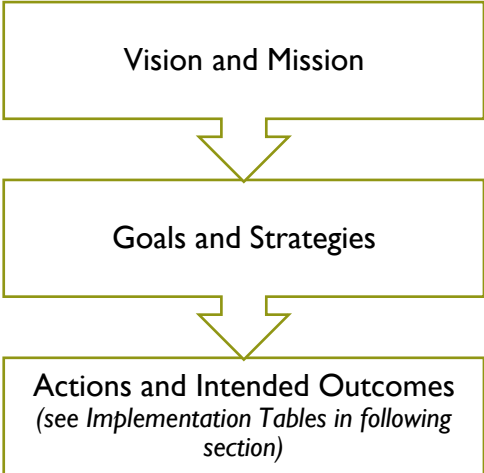 Vision and Mission
Goals and Strategies
Actions and Intended Outcomes
(see Implementation Tables in following
section)